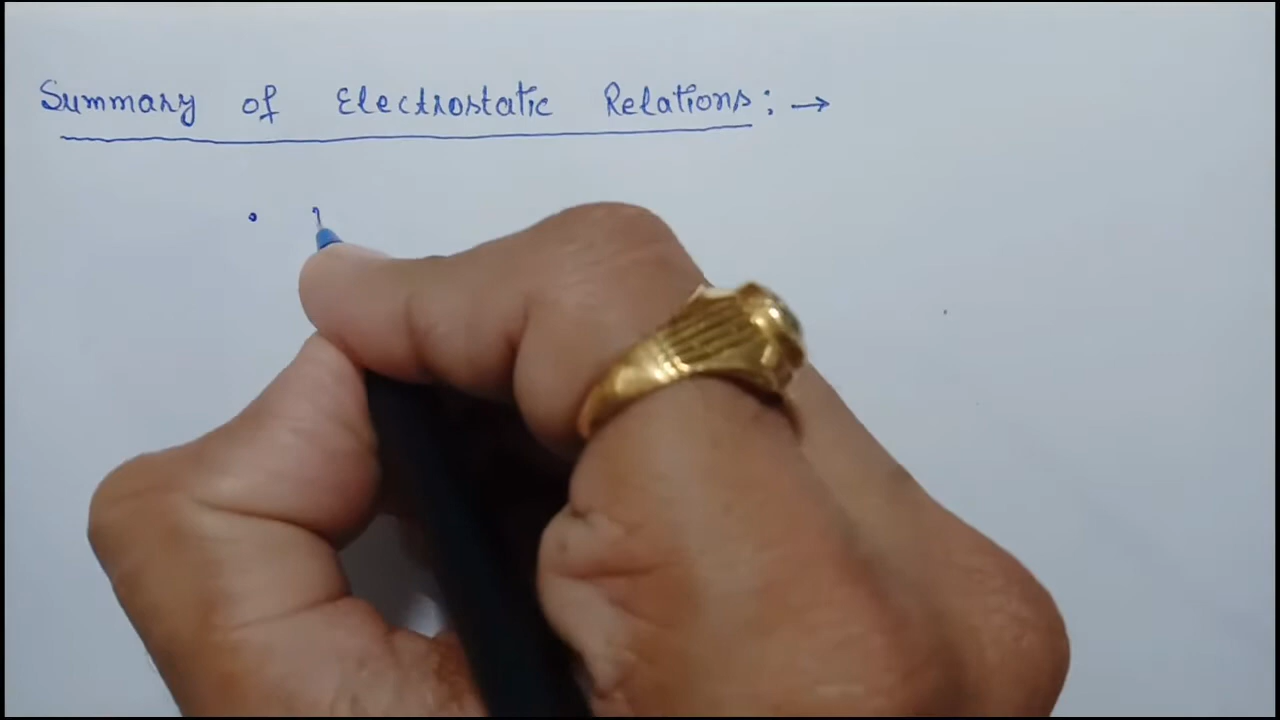 Summary of Electrostatic Relations : →